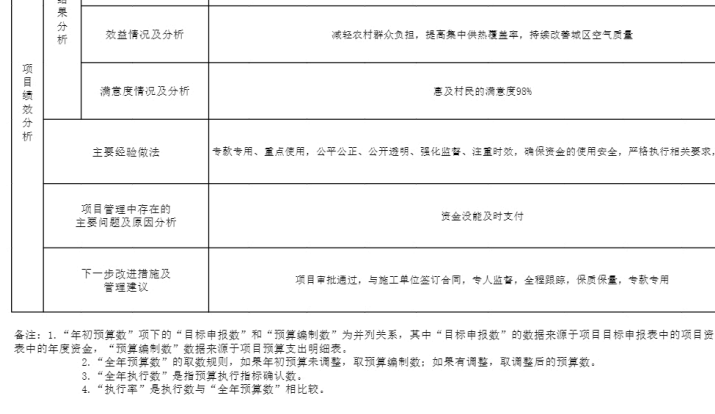 果
分
析
效益情况及分析
减轻农村群众负担，提高集中供热覆盖率，持续改善域区空气质量
项
目
绩
效
分
析
满意度情况及分析
惠及村民的满意度98%
主要经验做法
专款专用、重点使用，公平公正、公开透明、强化监督、注重时效，确保资金的使用安全，严格执行相关要求，
项目管理中存在的
主要问题及原因分析
资金没能及时支付
下一步改进措施及
管理建议
项目审批通过，与施工单位签订合同，专人监督，全程跟踪，保质保量，专款专用
备注：1.“年初预算数”项下的“目标申报数”和“预算编制数”为并列关系，其中“目标申报数”的数据来源于项目目标申报表中的项目资
表中的年度资金，“预算编制数”数据来源于项目预算支出明细表。
2.“全年预算数”的取数规则，如果年初预算未调整，取预算编制数；如果有调整，取调整后的预算数。
3.“全年执行数”是指预算执行指标确认数。
4.“执行率”是执行数与“全年预算数”相比较。